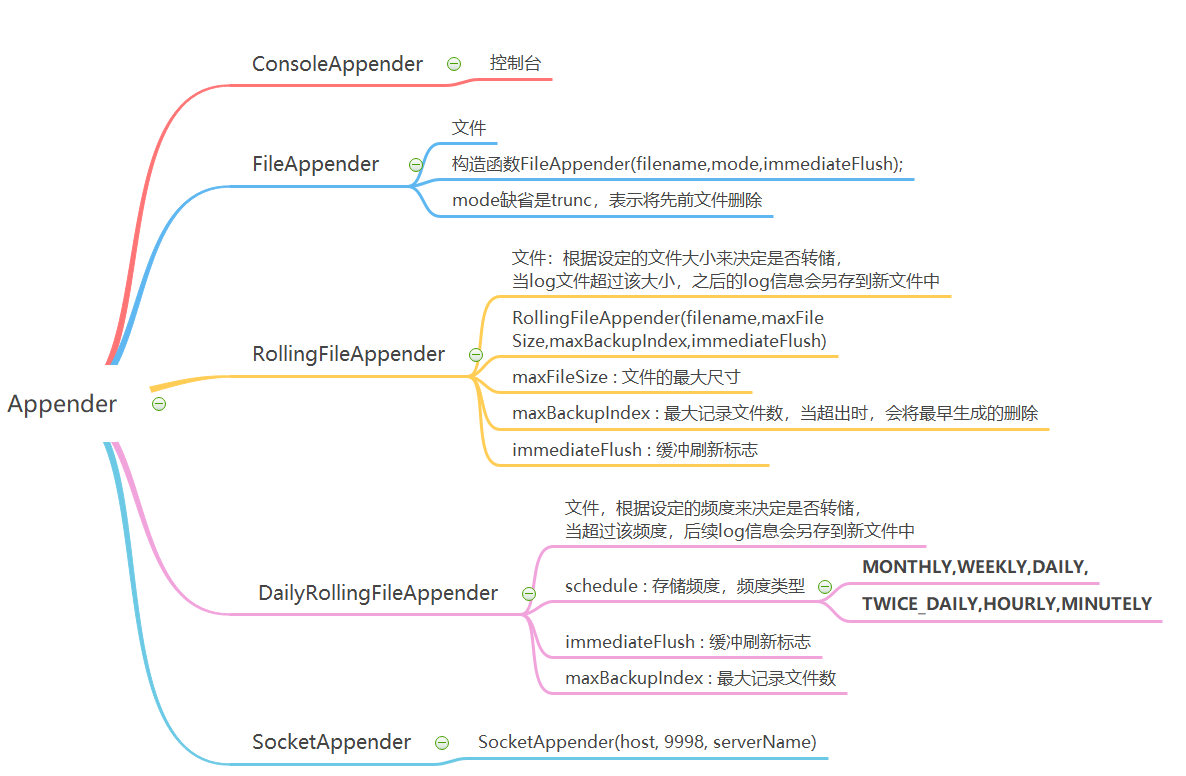 ConsoleAppender
控制台
FileAppender
文件
构造函数FileAppender(filename,mode,immediateFlush);
mode缺省是trunc，表示将先前文件删除
RollingFileAppender
文件：根据设定的文件大小来决定是否转储，
当log文件超过该大小，之后的log信息会另存到新文件中
RollingFileAppender(filename,maxFile
Size,maxBackupIndex,immediateFlush)
maxFileSize : 文件的最大尺寸
maxBackupIndex : 最大记录文件数，当超出时，会将最早生成的删除
immediateFlush : 缓冲刷新标志
Appender
DailyRollingFileAppender
文件，根据设定的频度来决定是否转储，
当超过该频度，后续log信息会另存到新文件中
schedule : 存储频度，频度类型
MONTHLY,WEEKLY,DAILY,
TWICE_DAILY,HOURLY,MINUTELY
immediateFlush : 缓冲刷新标志
maxBackupIndex : 最大记录文件数
SocketAppender
SocketAppender(host, 9998, serverName)